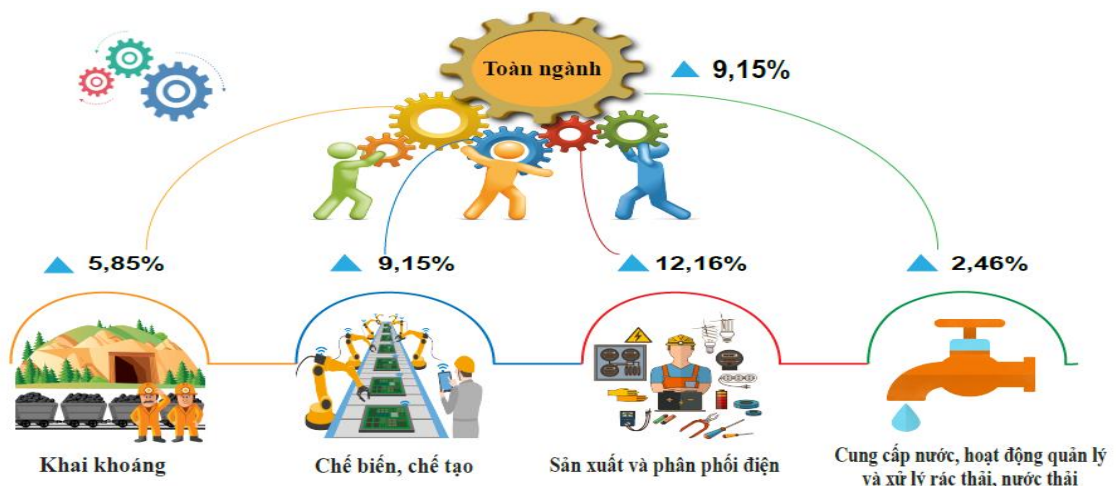 Toàn ngành
9,15%
5,85%
9,15%
12,16%
2,46%
Khai khoáng
Chế biến, chế tạo
Sản xuất và phân phối điện
Cung cấp nước, hoạt động quản lý
và xử lý rác thải, nước thải